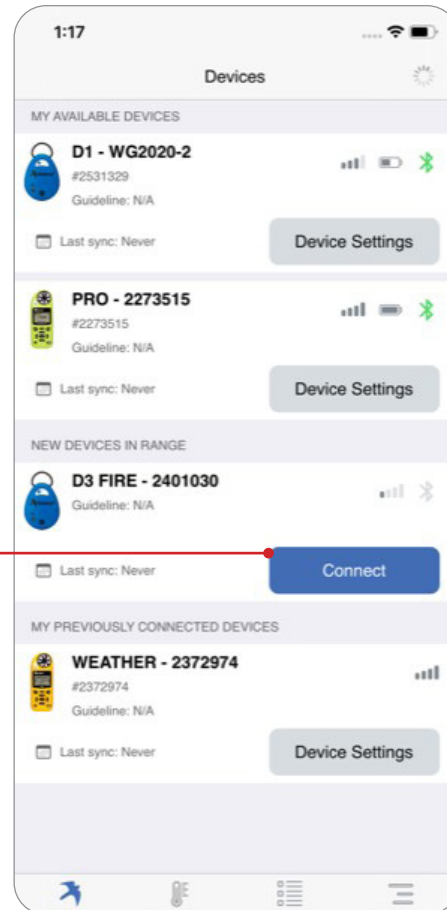 1:17
Devices
MY AVAILABLE DEVICES
D1 - WG2020-2
#2531329
Guideline: N/A
Last sync: Never
Device Settings
PRO - 2273515
#2273515
Guideline: N/A
Last sync: Never
Device Settings
NEW DEVICES IN RANGE
D3 FIRE - 2401030
Guideline: N/A
Last sync: Never
Connect
MY PREVIOUSLY CONNECTED DEVICES
WEATHER - 2372974
#2372974
Guideline: N/A
Last sync: Never
Device Settings